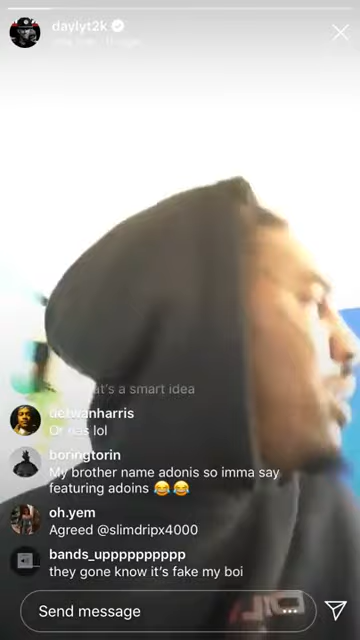 daylyt2k
at's a smart idea
Or nas lol
boringtorin
My brother name adonis so imma say
featuring adoins 😂😂
oh.yem
Agreed @slimdripx4000
bands_upppppppppp
they gone know it's fake my boi
Send message